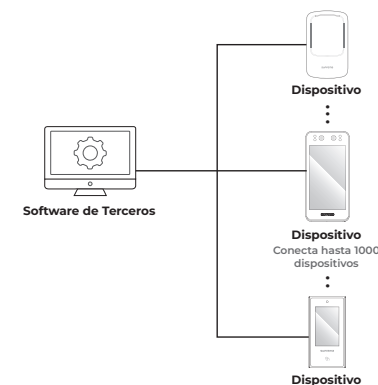 Dispositivo
Software de Terceros
Dispositivo
Conecta hasta 1000
dispositivos
Dispositivo